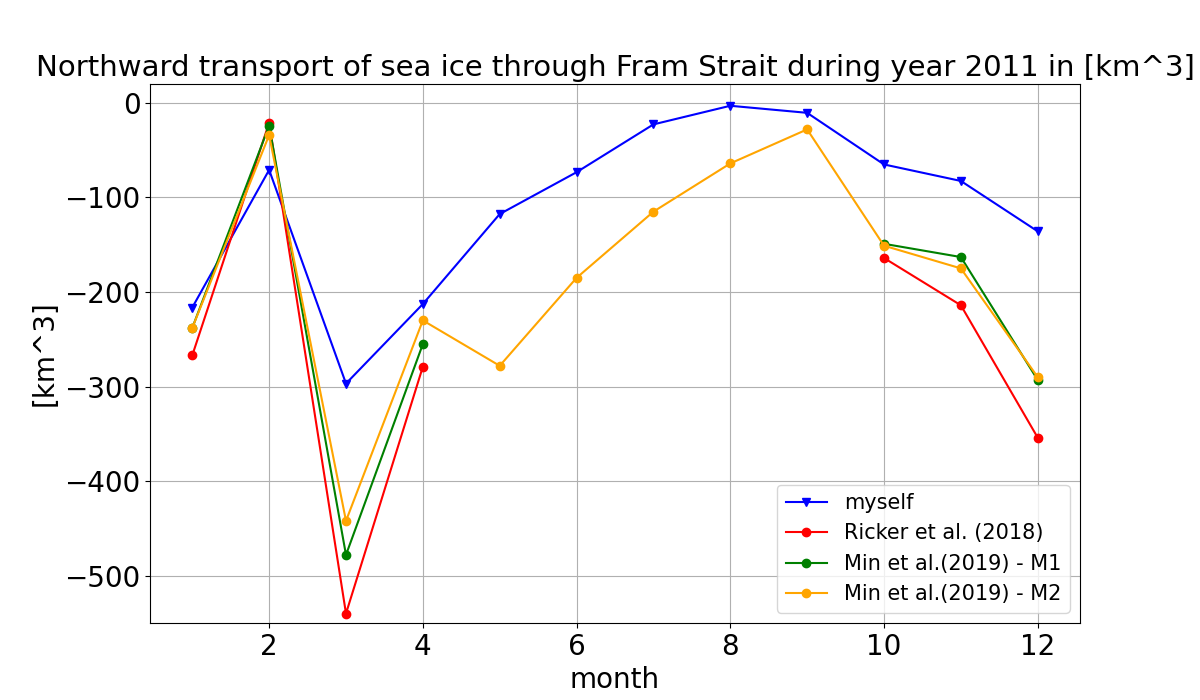 Northward transport of sea ice through Fram Strait during year 2011 in [km^3]
0
−100
−200
−300
−400
−500
[km^3]
2
4
6
8
10
12
month
myself
Ricker et al. (2018)
Min et al.(2019) - M1
Min et al.(2019) - M2